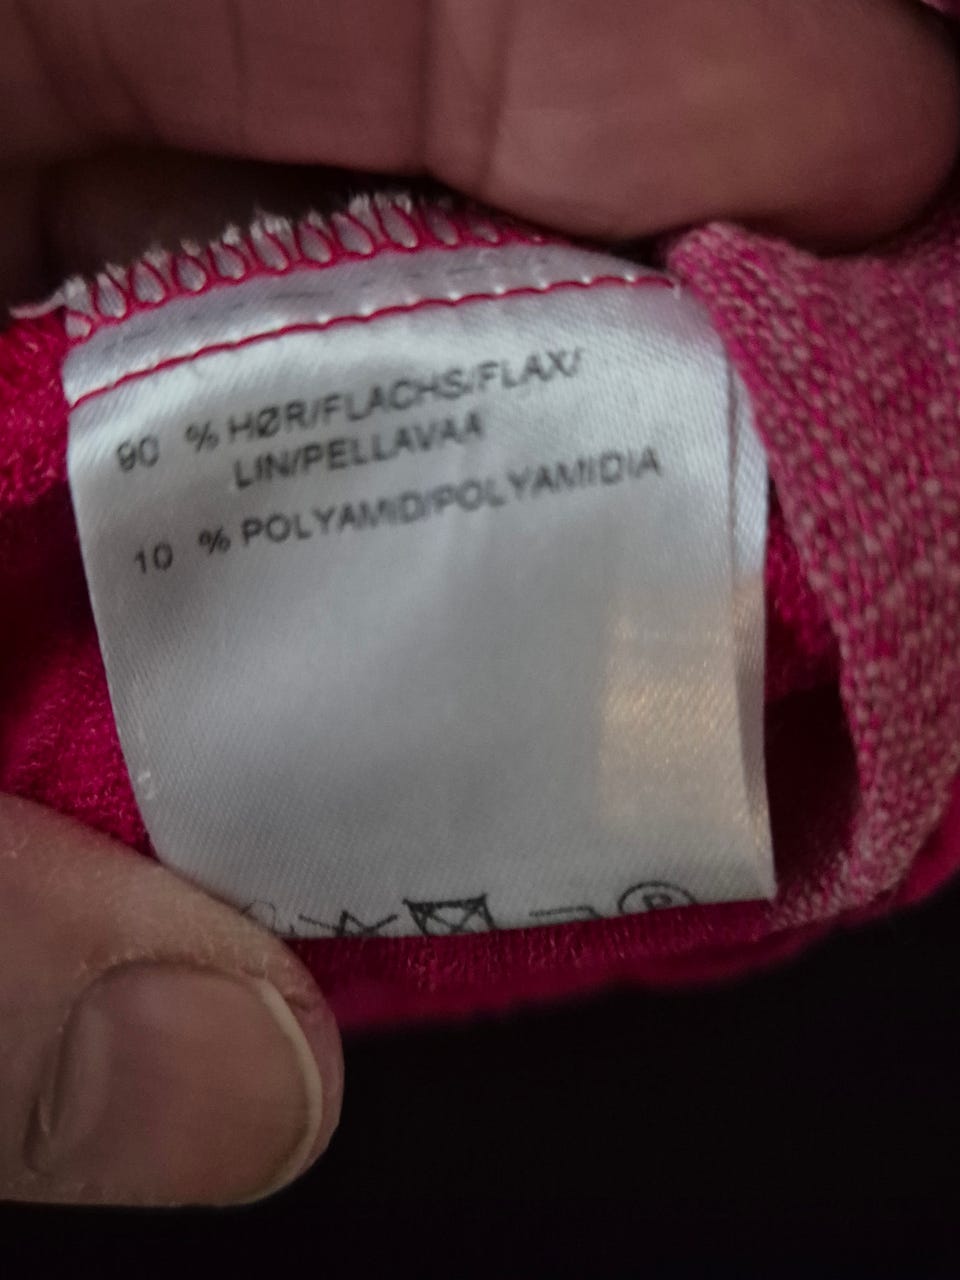 90 % HØR/FLACHS/FLAX/
LIN/PELLAVAA
10 % POLYAMID/POLYAMIDIA
P